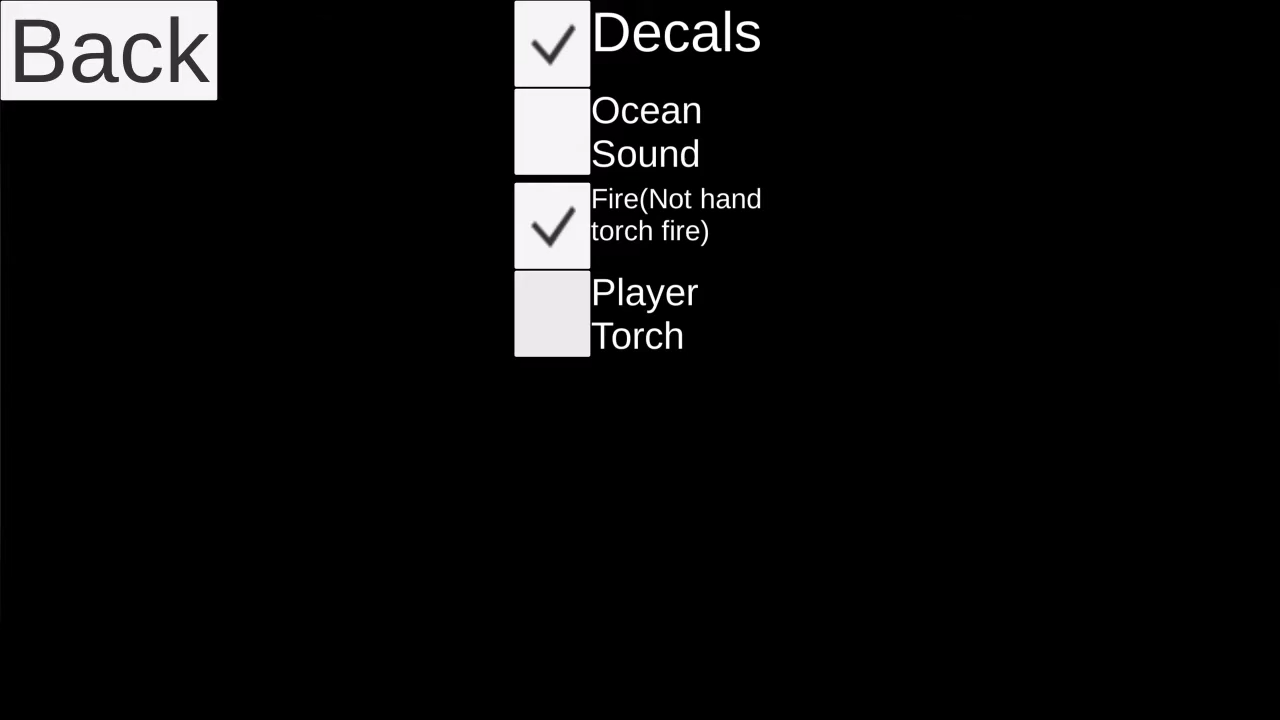 Back
Decals
Ocean
Sound
Fire(Not hand
torch fire)
Player
Torch